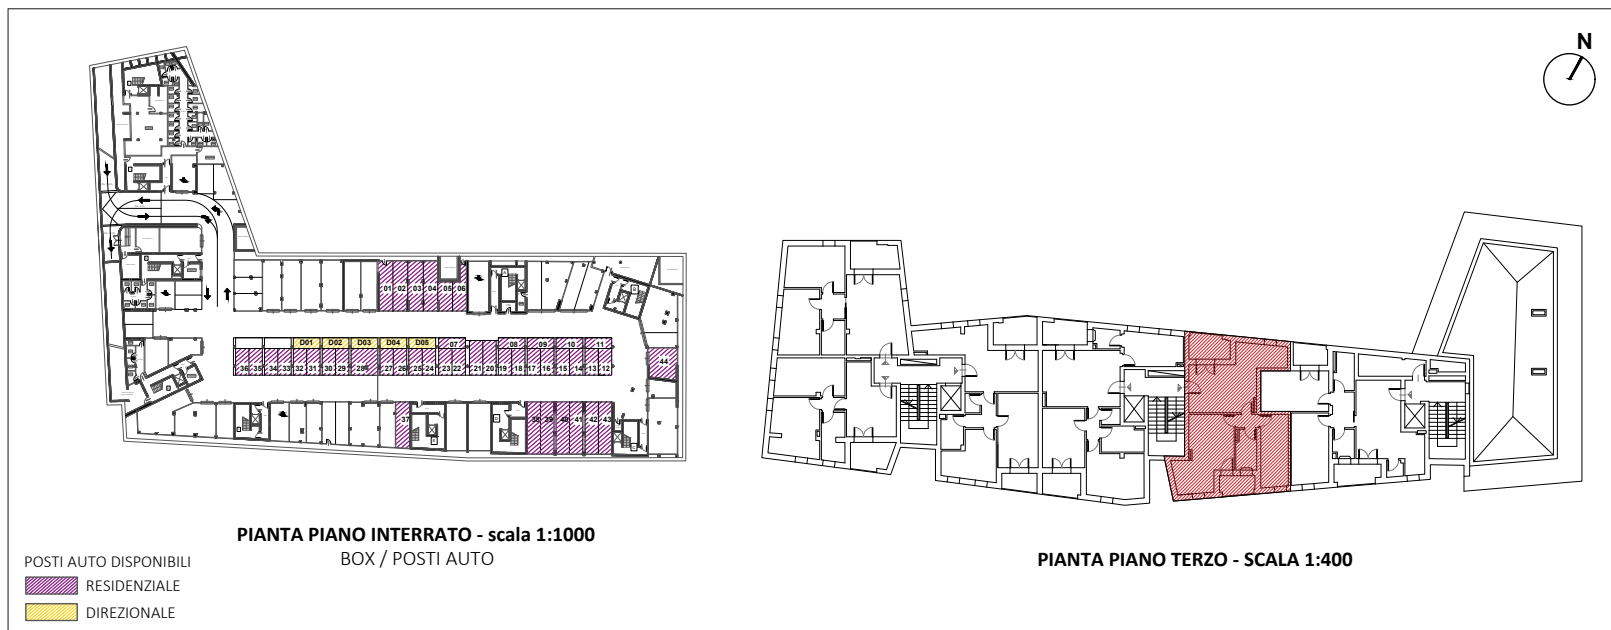 N
01 02 03 04 05 06
D01 D02 D03 D04 D05 07 08 09 10 11
36 35 34 33 32 31 30 29 28 27 26 25 24 23 22 21 20 19 18 17 16 15 14 13 12
44
37 38 39 40 41 42 43
PIANTA PIANO INTERRATO - scala 1:1000
BOX / POSTI AUTO
PIANTA PIANO TERZO - SCALA 1:400
POSTI AUTO DISPONIBILI
RESIDENZIALE
DIREZIONALE